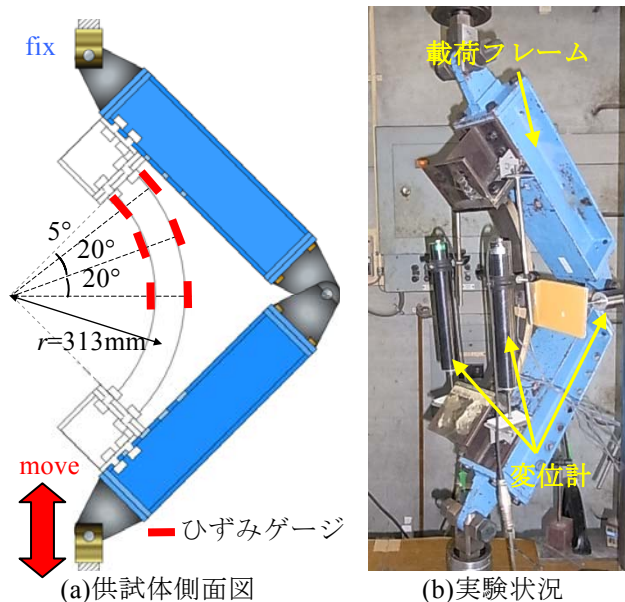 fix
載荷フレーム
5°
20°
20°
r=313mm
move
変位計
ひずみゲージ
(a)供試体側面図
(b)実験状況